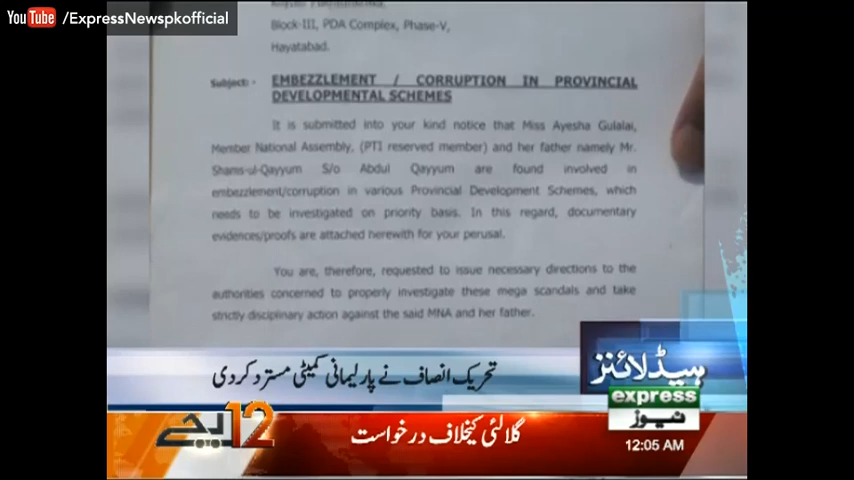 YouTube /ExpressNewspkofficial
Block-III, PDA Complex, Phase-V,
Hayatabad.
Subject:- EMBEZZLEMENT / CORRUPTION IN PROVINCIAL
DEVELOPMENTAL SCHEMES
It is submitted into your kind notice that Miss Ayesha Gulalai,
Member National Assembly, (PTI reserved member) and her father namely Mr.
Shams-ul-Qayyum S/o Abdul Qayyum are found involved in
embezzlement/corruption in various Provincial Development Schemes, which
needs to be investigated on priority basis. In this regard, documentary
evidences/proofs are attached herewith for your perusal.
You are, therefore, requested to issue necessary directions to the
authorities concerned to properly investigate these mega scandals and take
strictly disciplinary action against the said MNA and her father.
تحریک انصاف نے پارلیمانی کمیٹی مسترد کر دی
ہیڈلائنز
express
نیوز
12 بجے
گلالئی کیخلاف درخواست
12:05 AM